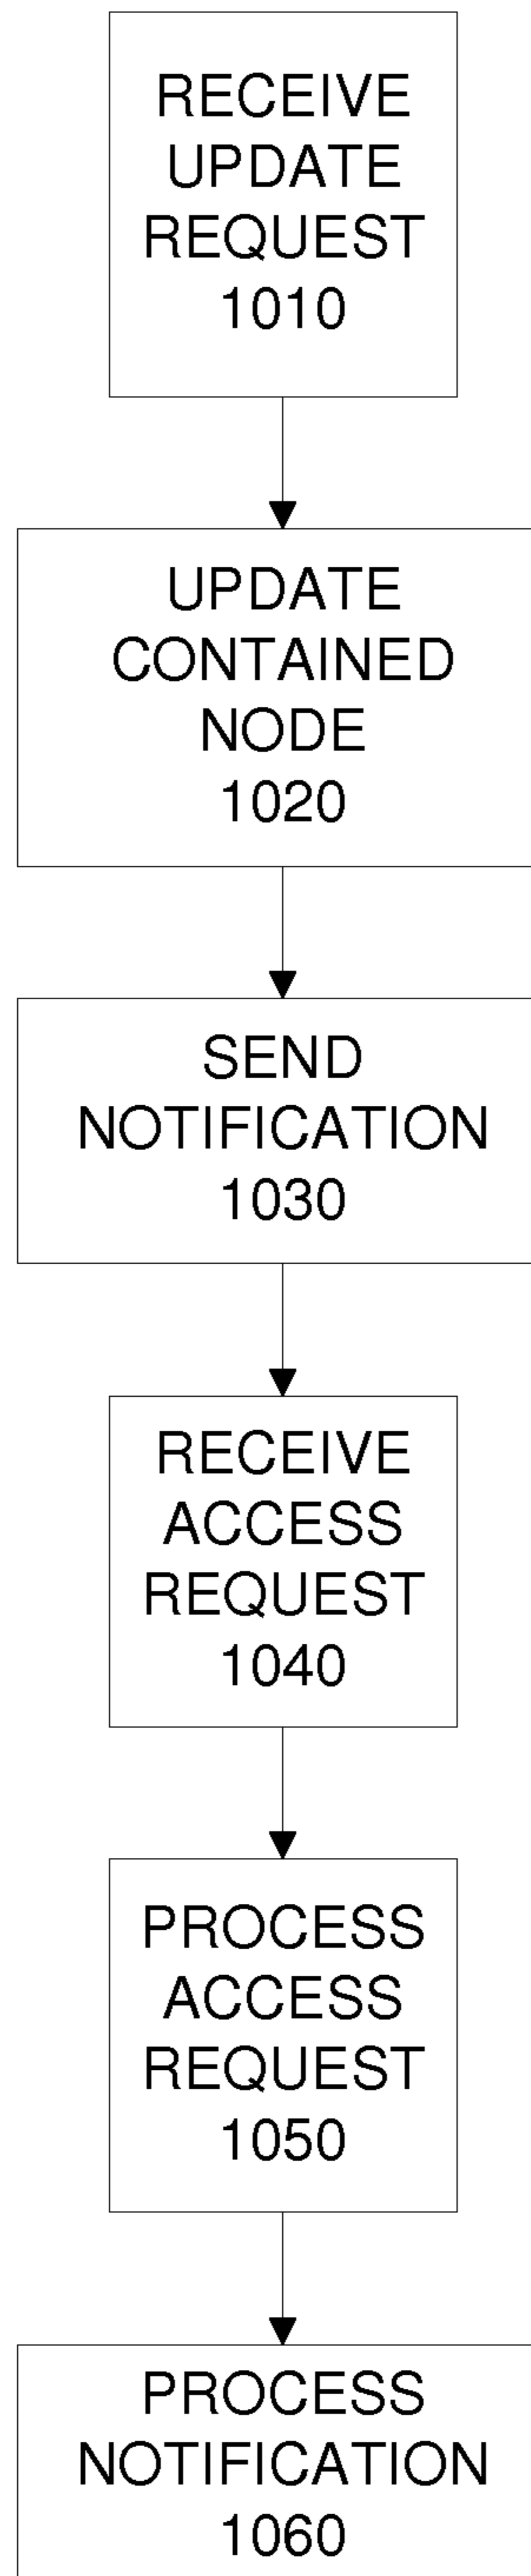 RECEIVE
UPDATE
REQUEST
1010
UPDATE
CONTAINED
NODE
1020
SEND
NOTIFICATION
1030
RECEIVE
ACCESS
REQUEST
1040
PROCESS
ACCESS
REQUEST
1050
PROCESS
NOTIFICATION
1060